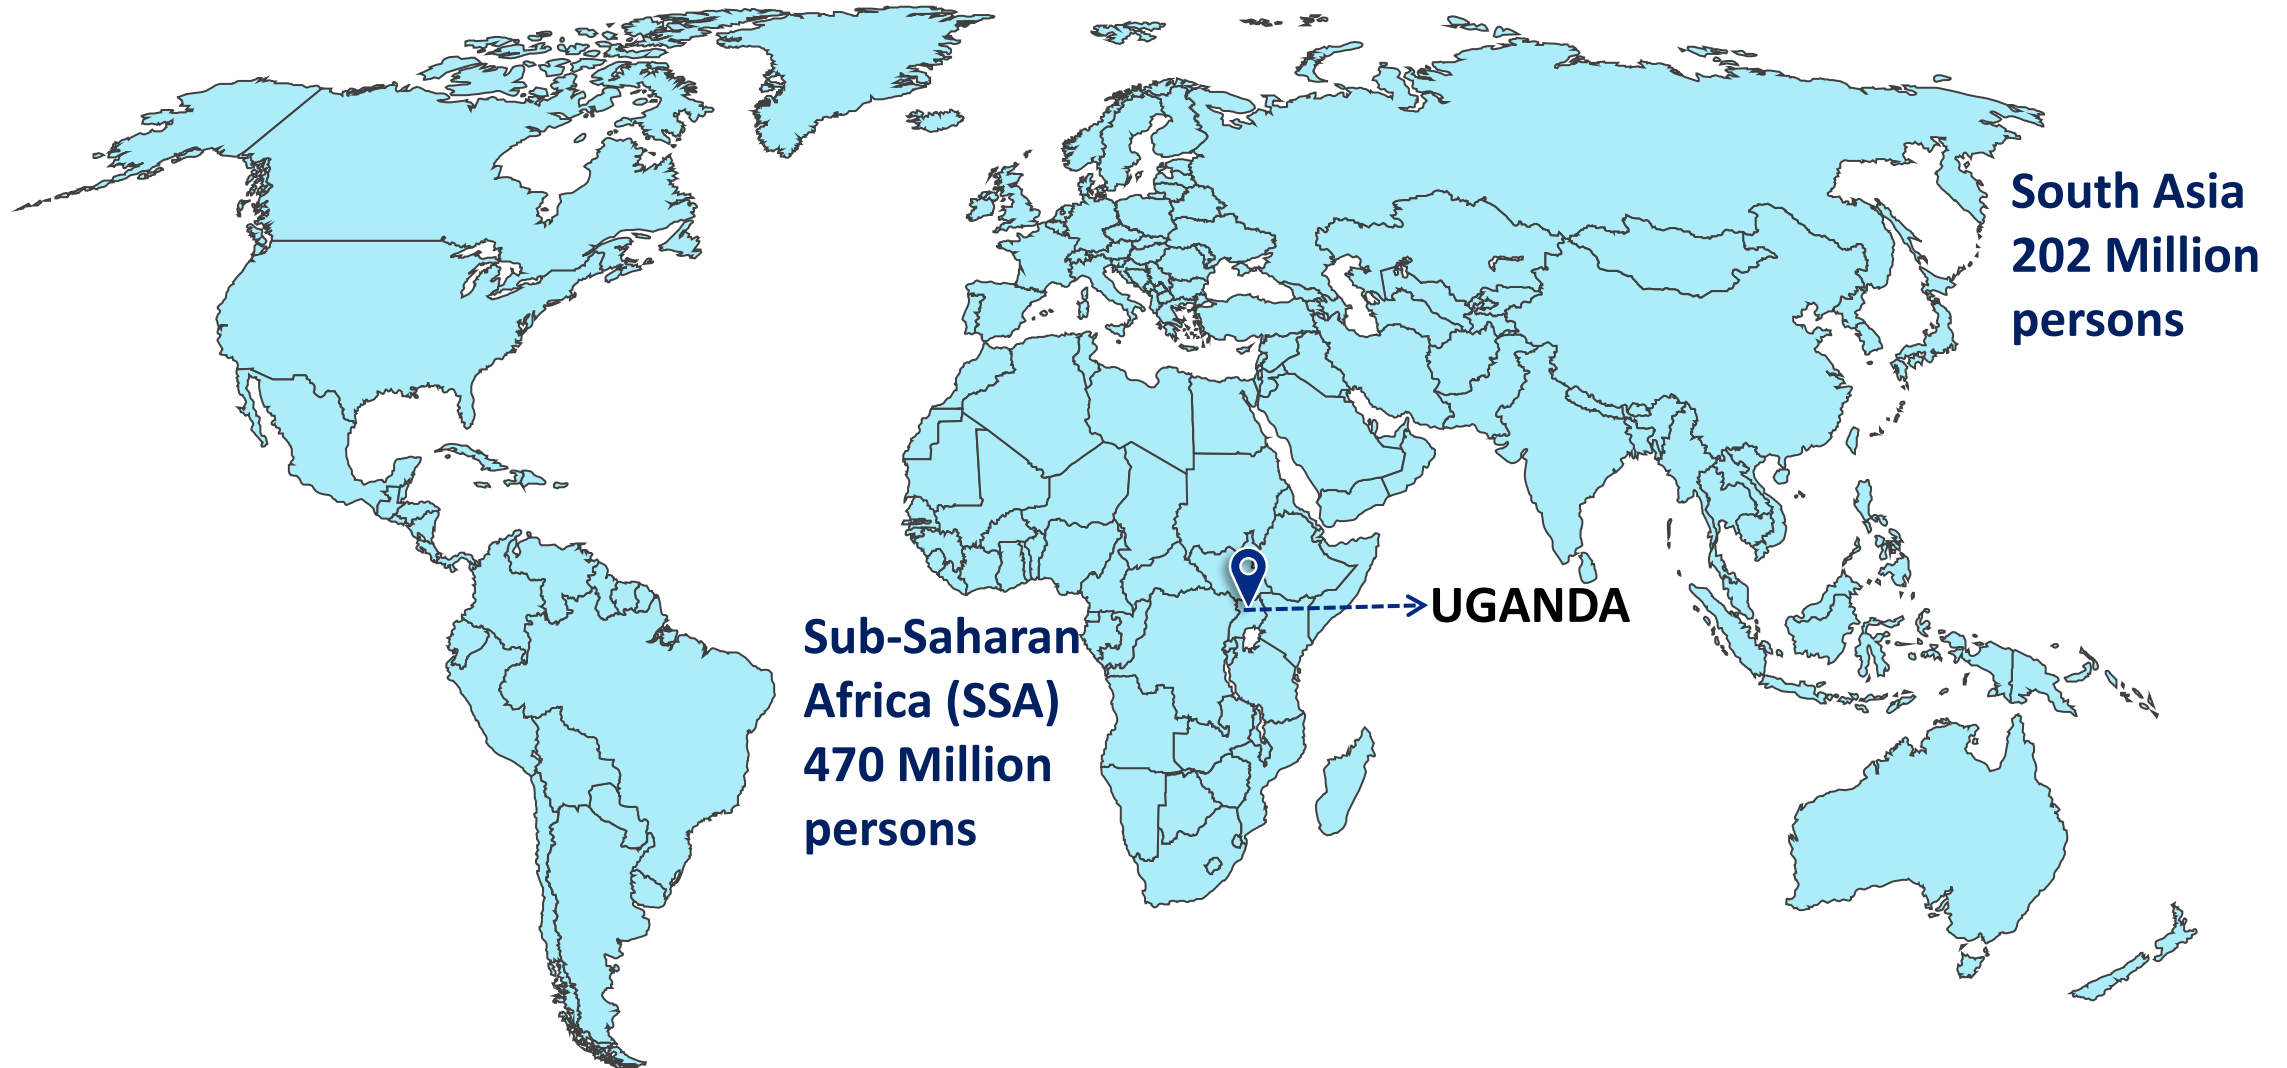 South Asia
202 Million
persons
UGANDA
Sub-Saharan
Africa (SSA)
470 Million
persons